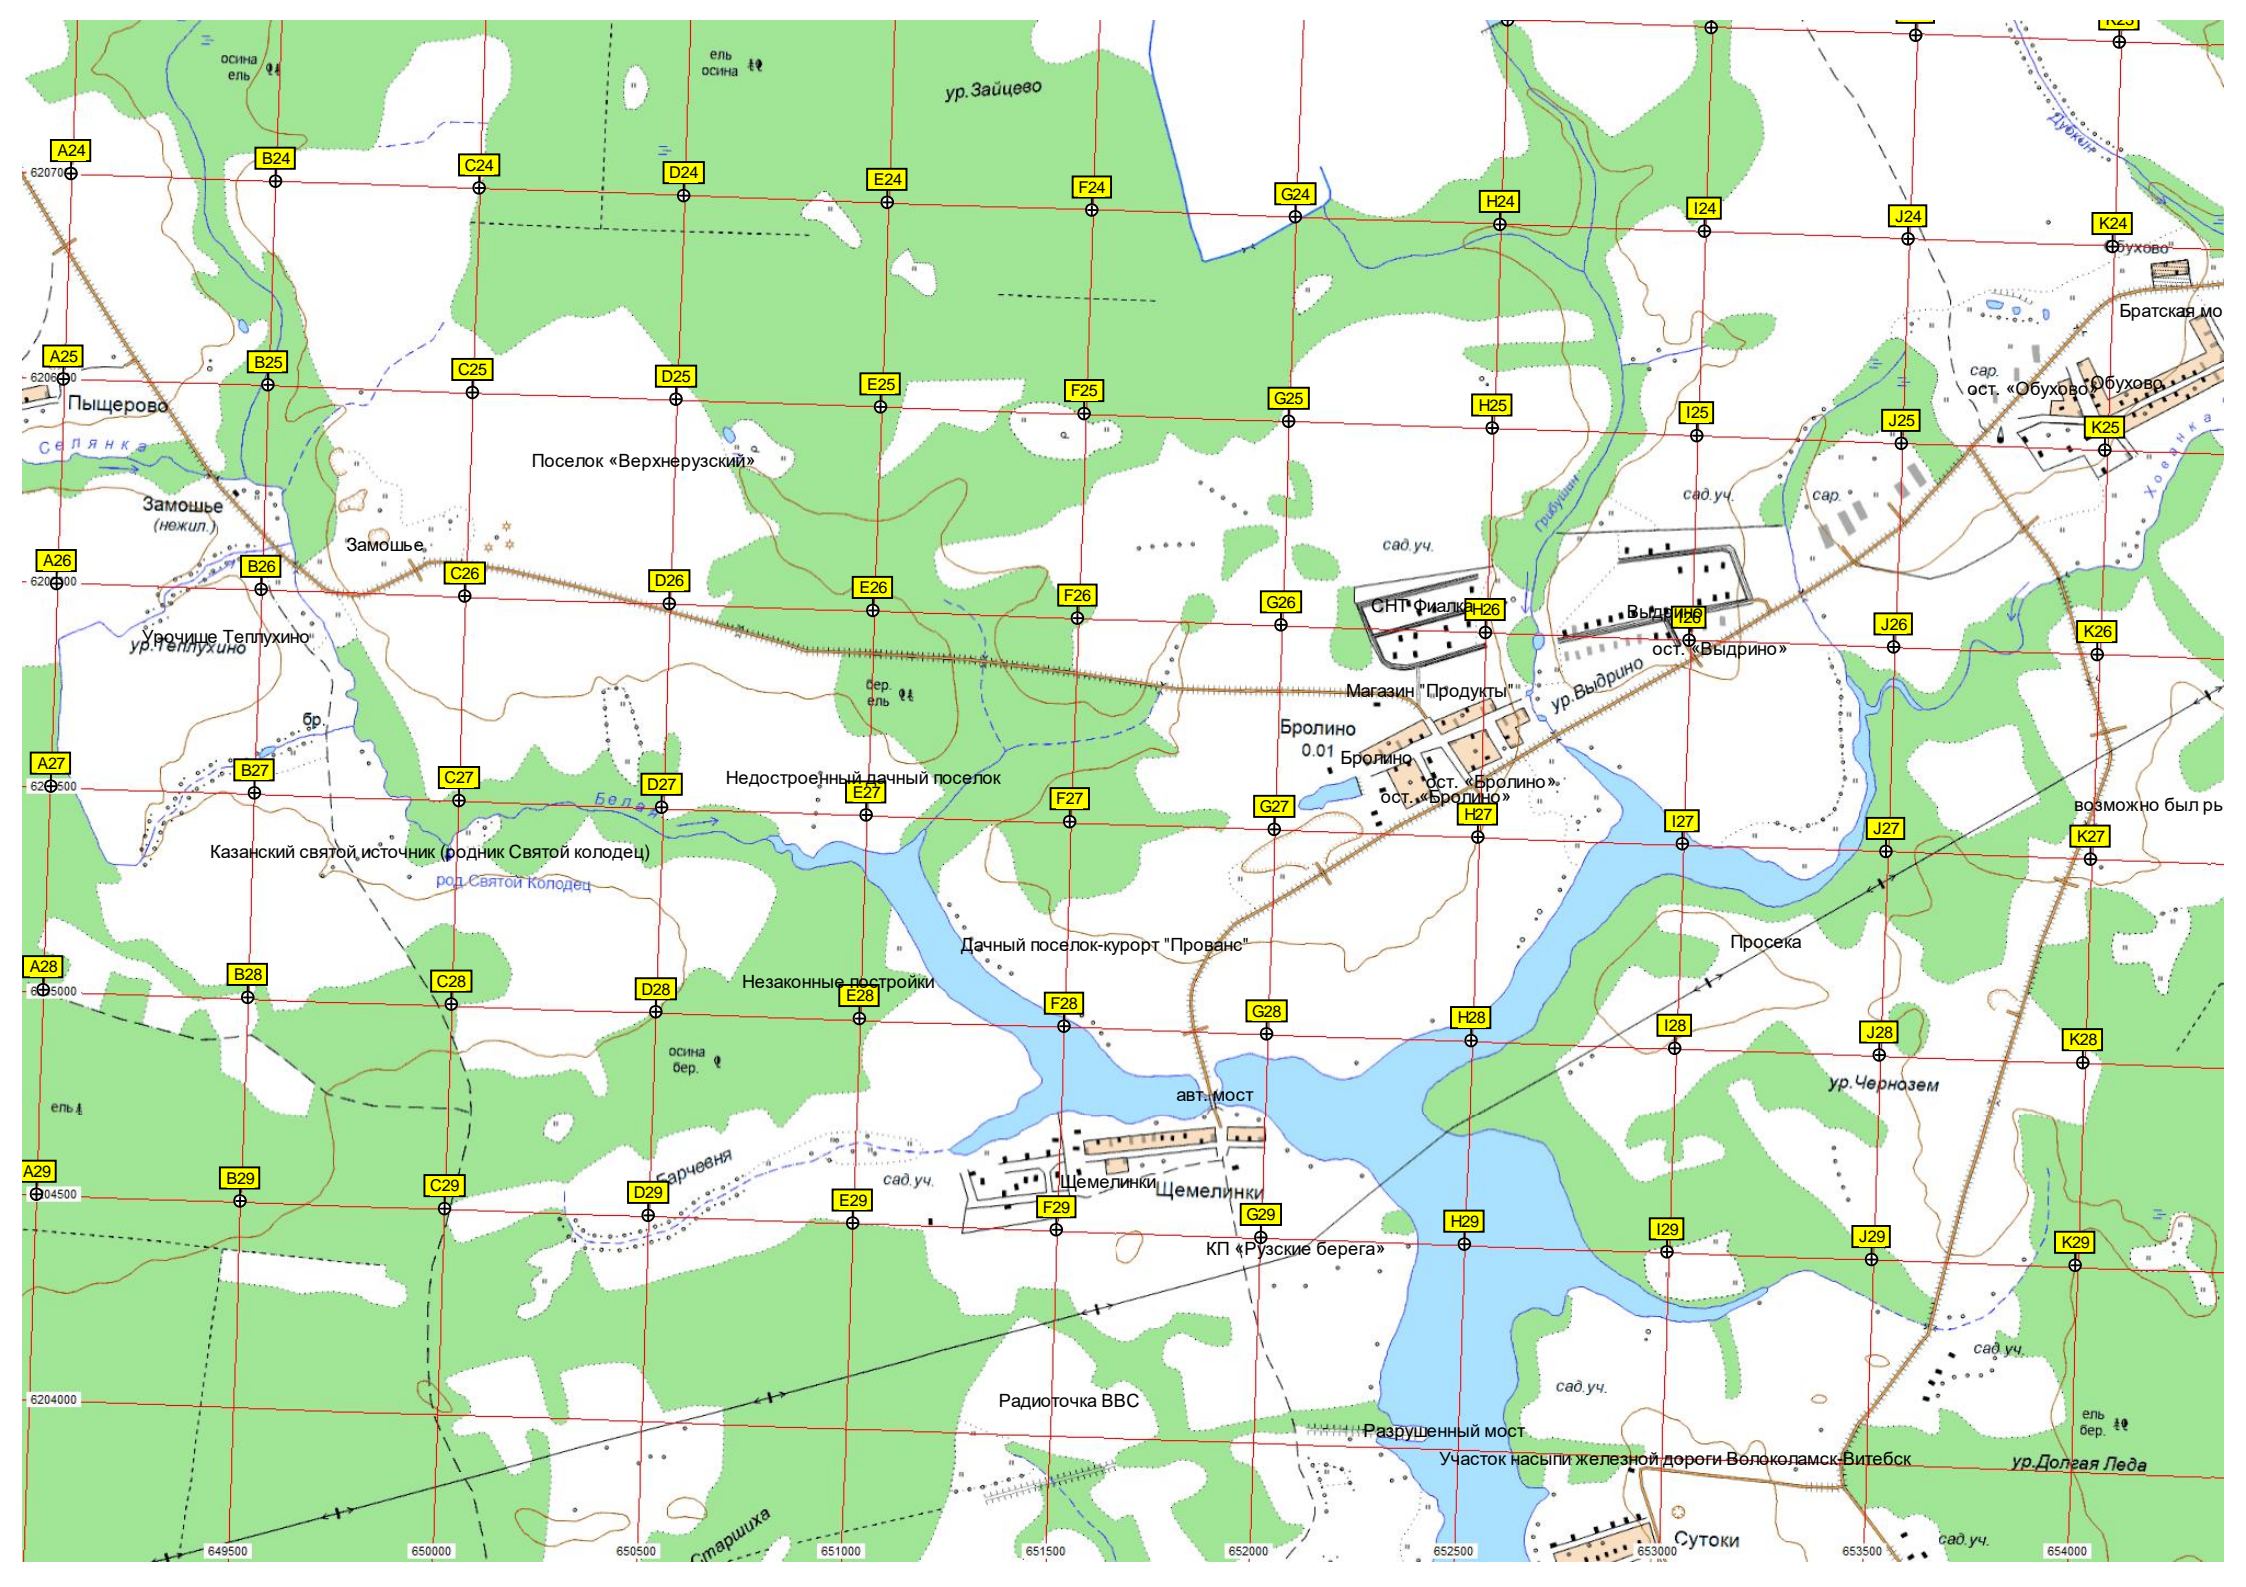 K23
осина
ель
ель
осина
ур.Зайцево
Дубкин
A24
B24
C24
D24
E24
F24
G24
H24
I24
J24
K24
Братская мо
A25
B25
C25
D25
E25
F25
G25
H25
I25
J25
K25
Пыщерово
сар.
ост. «Обухово»
Обухово
Селянка
Поселок «Верхнерузский»
Хованка
Замошье
(нежил.)
сад.уч.
сар.
Грибушин
Замошье
сад.уч.
A26
B26
C26
D26
E26
F26
G26
H26
I26
J26
K26
СНТ Фиалка
Выдрино
Урочище Теплухино
ур.Теплухино
ост. «Выдрино»
ур.Выдрино
бер.
ель
Магазин "Продукты"
бр.
Бролино
0.01
Бролино
ост. «Бролино»
ост. «Бролино»
A27
B27
C27
D27
E27
F27
G27
H27
I27
J27
K27
Недостроенный дачный поселок
Белая
возможно был рь
Казанский святой источник (родник Святой колодец)
род.Святой Колодец
Дачный поселок-курорт "Прованс"
Просека
Незаконные постройки
A28
B28
C28
D28
E28
F28
G28
H28
I28
J28
K28
осина
бер.
ель
ур.Чернозем
авт. мост
Барчевня
сад.уч.
Щемелинки
Щемелинки
A29
B29
C29
D29
E29
F29
G29
H29
I29
J29
K29
04500
КП «Рузские берега»
сад.уч.
сад.уч.
6204000
Радиоточка ВВС
ель
бер.
Разрушенный мост
Участок насыпи железной дороги Волоколамск-Витебск
ур.Долгая Леда
Старшиха
Сутоки
сад.уч.
649500
650000
650500
651000
651500
652000
652500
653000
653500
654000